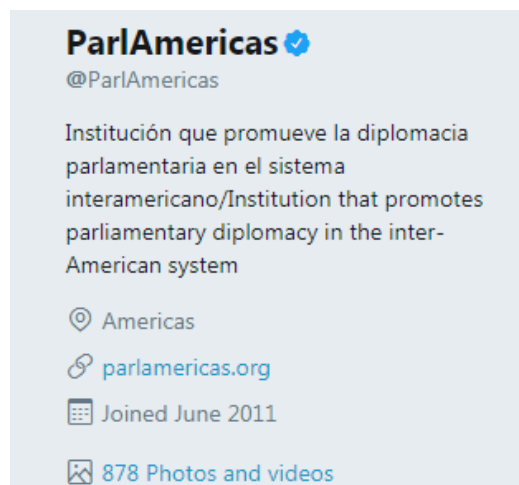 ParlAmericas
@ParlAmericas
Institución que promueve la diplomacia
parlamentaria en el sistema
interamericano/Institution that promotes
parliamentary diplomacy in the inter-
American system
Americas
parlamericas.org
Joined June 2011
878 Photos and videos